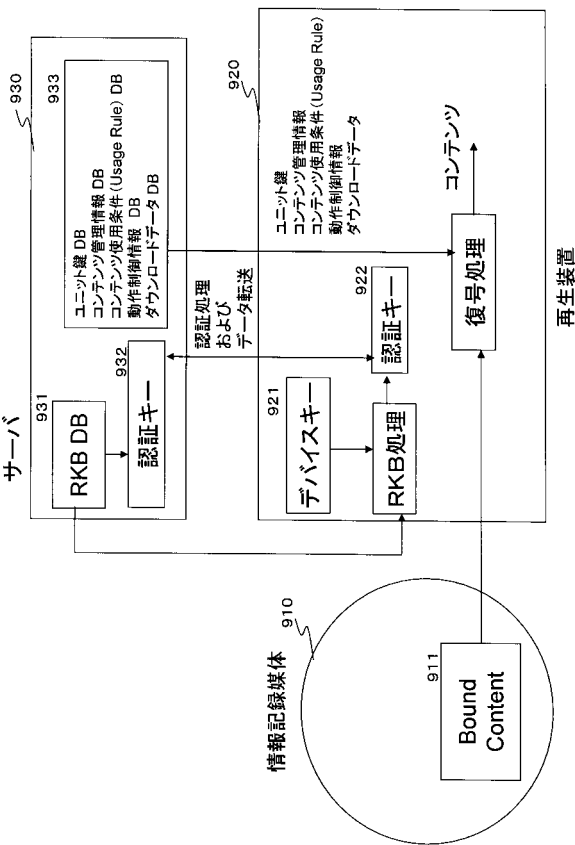 サーバ
930
931
RKB DB
932
認証キー
933
ユニット鍵 DB
コンテンツ管理情報 DB
コンテンツ使用条件(Usage Rule) DB
動作制御情報 DB
ダウンロードデータ DB
認証処理
および
データ転送
920
921
デバイスキー
RKB処理
922
認証キー
ユニット鍵
コンテンツ管理情報
コンテンツ使用条件(Usage Rule)
動作制御情報
ダウンロードデータ
復号処理
コンテンツ
再生装置
情報記録媒体
910
911
Bound
Content